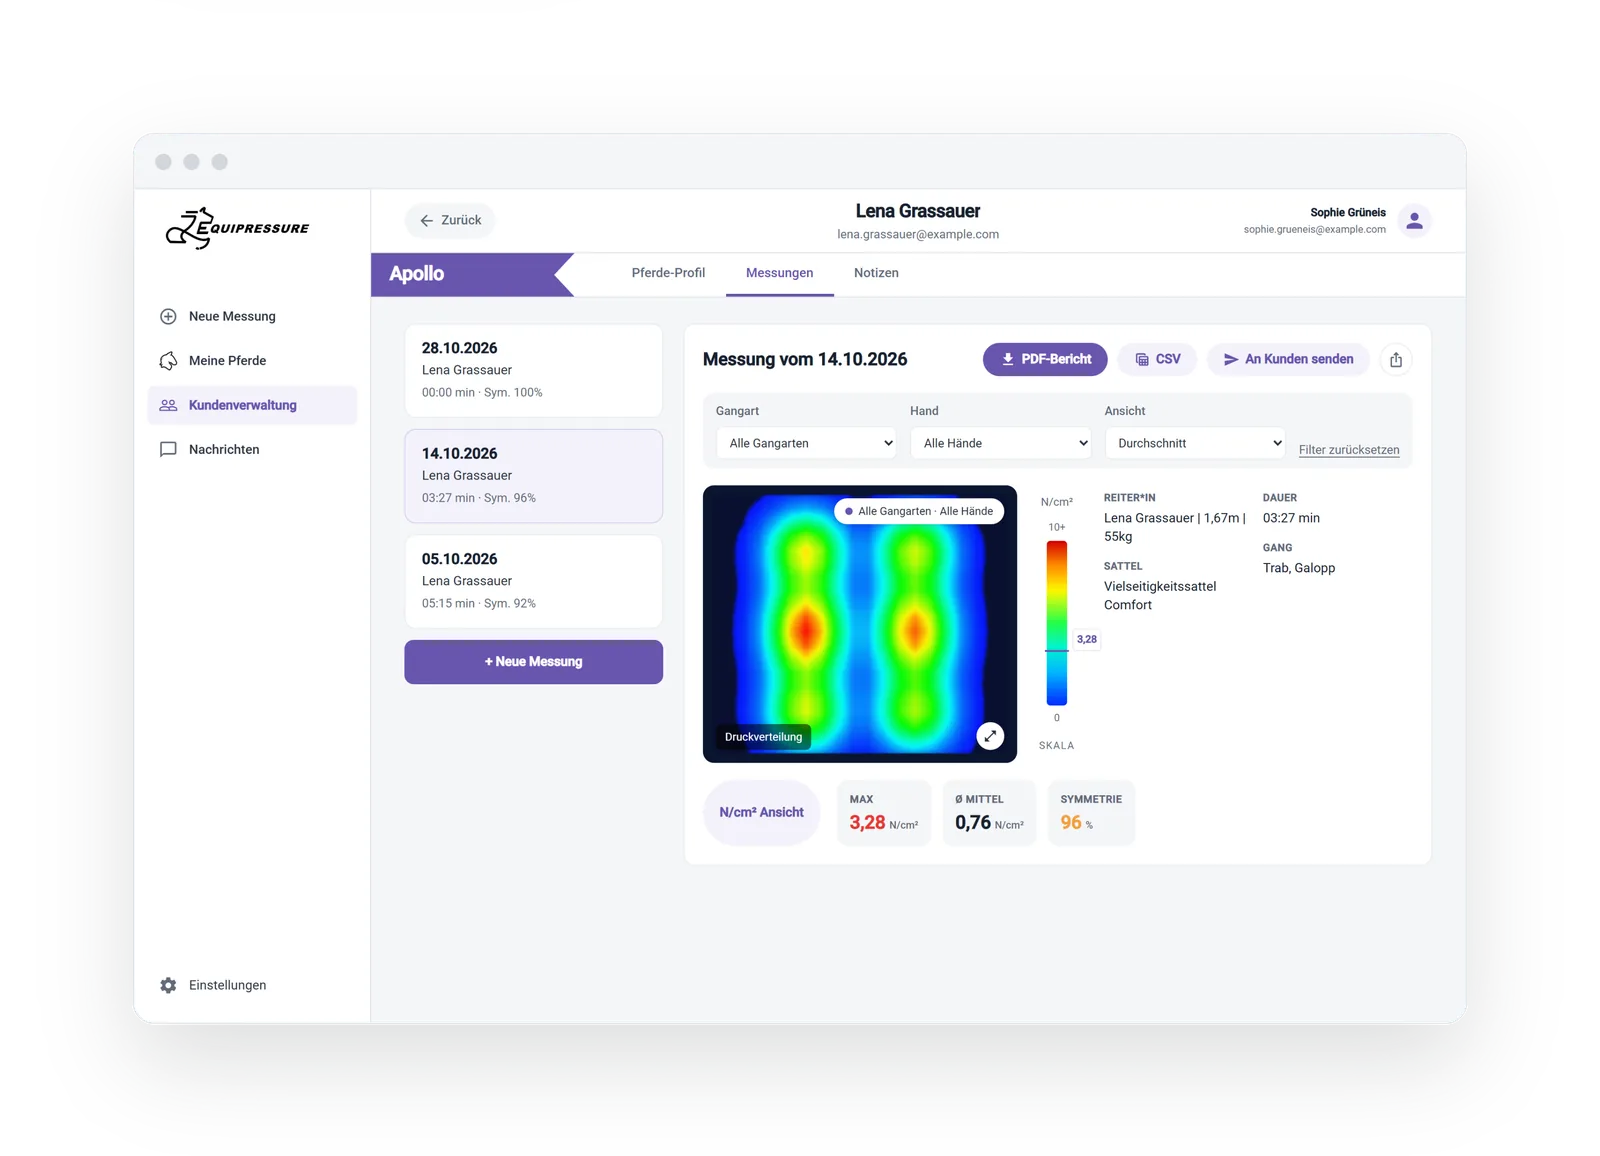 EQUIPRESSURE
Neue Messung
Meine Pferde
Kundenverwaltung
Nachrichten
Einstellungen
Zurück
Lena Grassauer
lena.grassauer@example.com
Sophie Grüneis
sophie.grueneis@example.com
Apollo
Pferde-Profil
Messungen
Notizen
28.10.2026
Lena Grassauer
00:00 min · Sym. 100%
14.10.2026
Lena Grassauer
03:27 min · Sym. 96%
05.10.2026
Lena Grassauer
05:15 min · Sym. 92%
+ Neue Messung
Messung vom 14.10.2026
PDF-Bericht
CSV
An Kunden senden
Gangart
Hand
Ansicht
Alle Gangarten
Alle Hände
Durchschnitt
Filter zurücksetzen
Alle Gangarten · Alle Hände
Druckverteilung
N/cm²
10+
3,28
0
SKALA
REITER*IN
Lena Grassauer | 1,67m |
55kg
SATTEL
Vielseitigkeitssattel
Comfort
DAUER
03:27 min
GANG
Trab, Galopp
N/cm² Ansicht
MAX
3,28 N/cm²
Ø MITTEL
0,76 N/cm²
SYMMETRIE
96 %